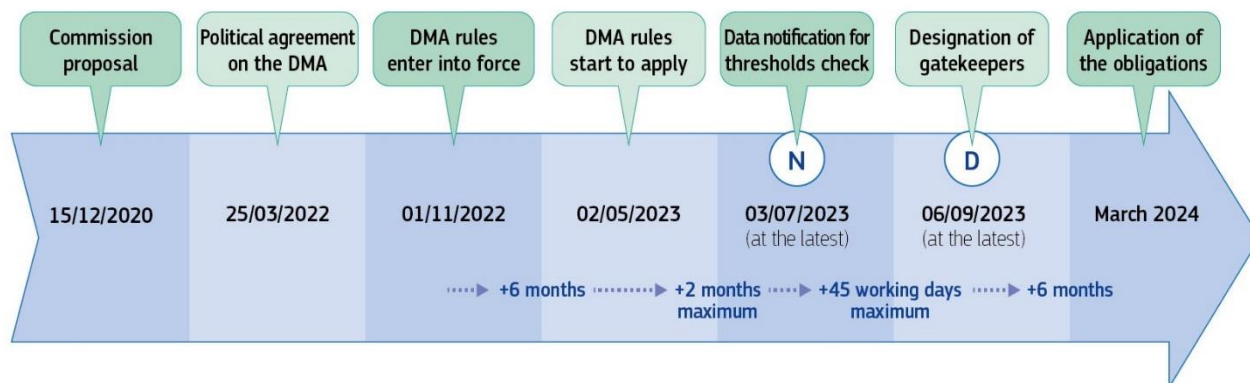 Commission
proposal
Political agreement
on the DMA
DMA rules
enter into force
DMA rules
start to apply
Data notification for
thresholds check
Designation of
gatekeepers
Application of
the obligations
N
D
15/12/2020
25/03/2022
01/11/2022
02/05/2023
03/07/2023
(at the latest)
06/09/2023
(at the latest)
March 2024
+6 months
+2 months
maximum
+45 working days
maximum
+6 months